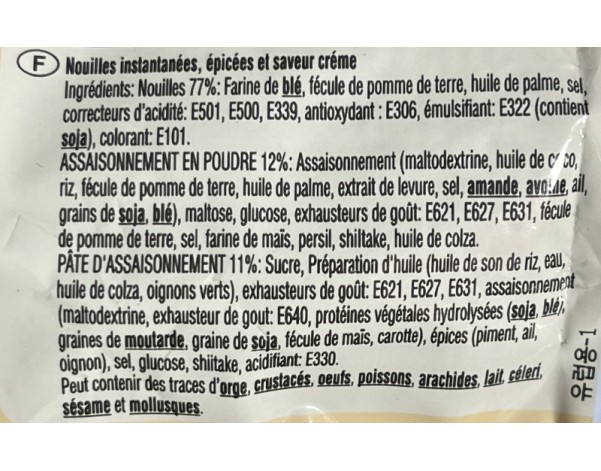 F Nouilles instantanées, épicées et saveur créme
Ingrédients: Nouilles 77%: Farine de blé, fécule de pomme de terre, huile de palme, sel,
correcteurs d'acidité: E501, E500, E339, antioxydant : E306, émulsifiant: E322 (contient
soja), colorant: E101.
ASSAISONNEMENT EN POUDRE 12%: Assaisonnement (maltodextrine, huile de coco,
riz, fécule de pomme de terre, huile de palme, extrait de levure, sel, amande, avoine, ail,
grains de soja, blé), maltose, glucose, exhausteurs de goût: E621, E627, E631, fécule
de pomme de terre, sel, farine de maïs, persil, shiltake, huile de colza.
PÂTE D'ASSAISONNEMENT 11%: Sucre, Préparation d'huile (huile de son de riz, eau,
huile de colza, oignons verts), exhausteurs de goût: E621, E627, E631, assaisonnement
(maltodextrine, exhausteur de gout: E640, protéines végétales hydrolysées (soja, blé),
graines de moutarde, graine de soja, fécule de maïs, carotte), épices (piment, ail,
oignon), sel, glucose, shiitake, acidifiant: E330.
Peut contenir des traces d'orge, crustacés, oeufs, poissons, arachides, lait, céleri,
sésame et mollusques.
유럽용-1